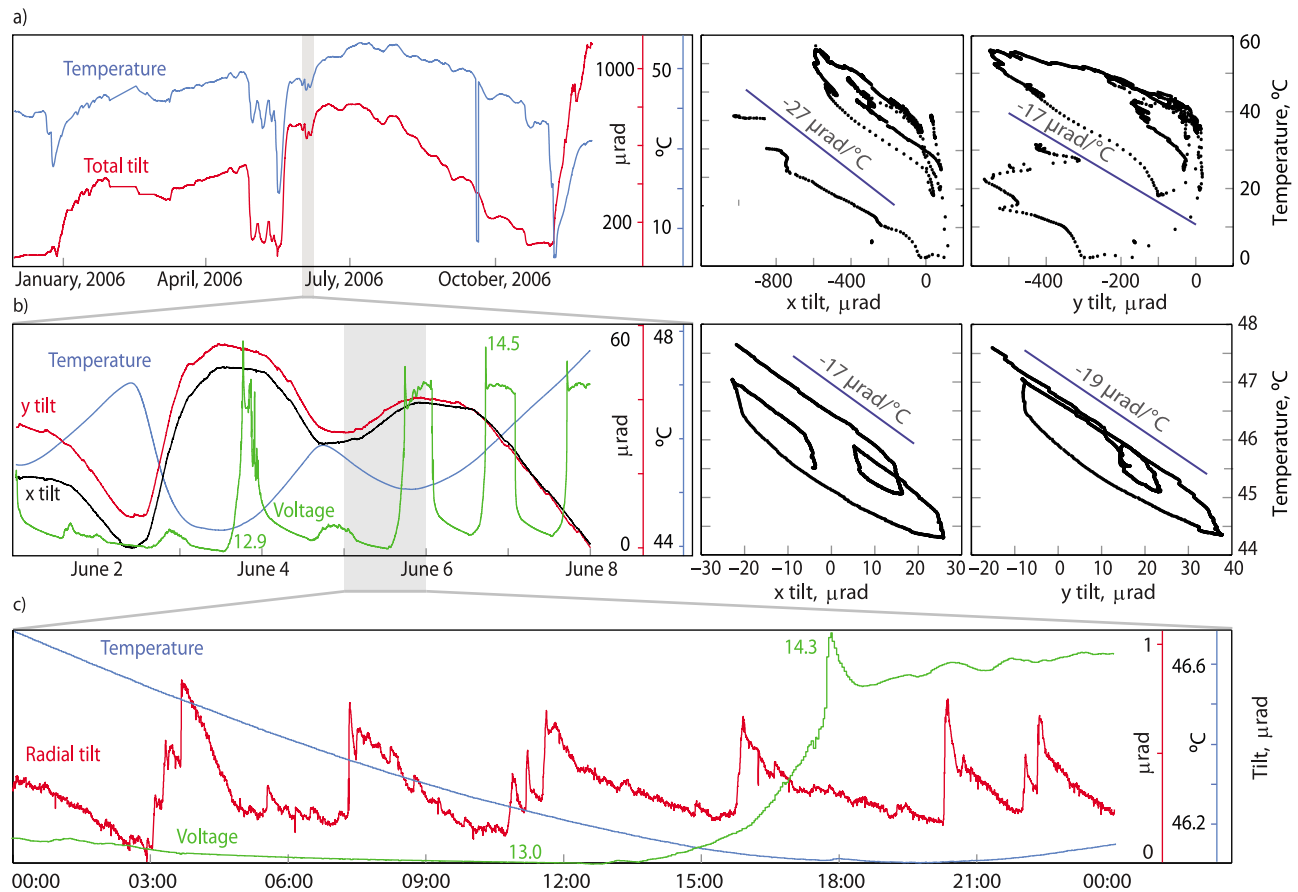 a)
Temperature
Total tilt
1000
200
μrad
50
10
ºC
January, 2006
April, 2006
July, 2006
October, 2006
-27 μrad/°C
-800
-400
0
x tilt, μrad
-17 μrad/°C
-400
-200
0
y tilt, μrad
60
40
20
0
Temperature, ºC
b)
Temperature
y tilt
x tilt
Voltage
12.9
14.5
60
0
μrad
48
44
ºC
June 2
June 4
June 6
June 8
-17 μrad/°C
−30
−20
−10
0
10
20
30
x tilt, μrad
-19 μrad/°C
−20
−10
0
10
20
30
40
y tilt, μrad
48
47
46
45
44
Temperature, ºC
c)
Temperature
Radial tilt
Voltage
13.0
14.3
1
0
μrad
46.6
46.2
ºC
Tilt, μrad
00:00
03:00
06:00
09:00
12:00
15:00
18:00
21:00
00:00